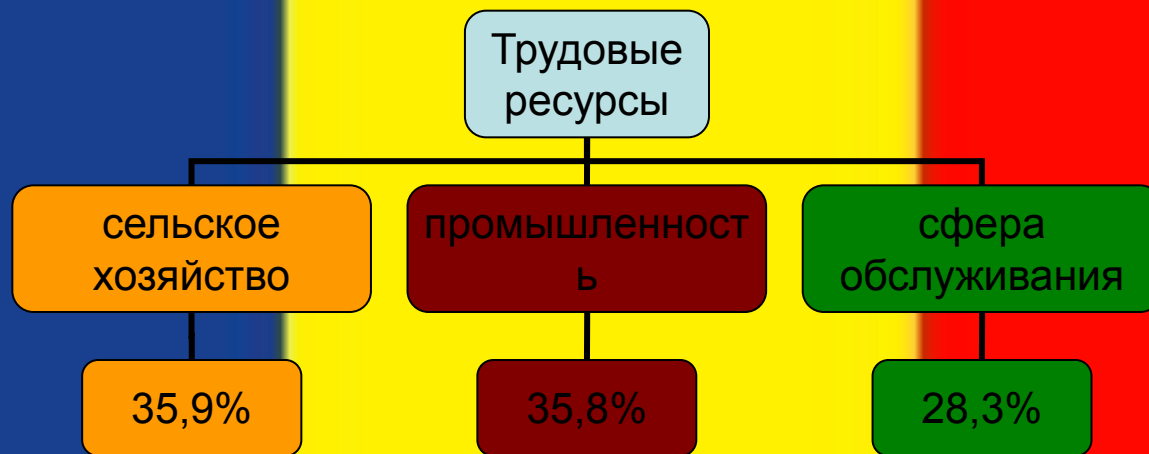 Трудовые
ресурсы
сельское
хозяйство
промышленност
ь
сфера
обслуживания
35,9%
35,8%
28,3%